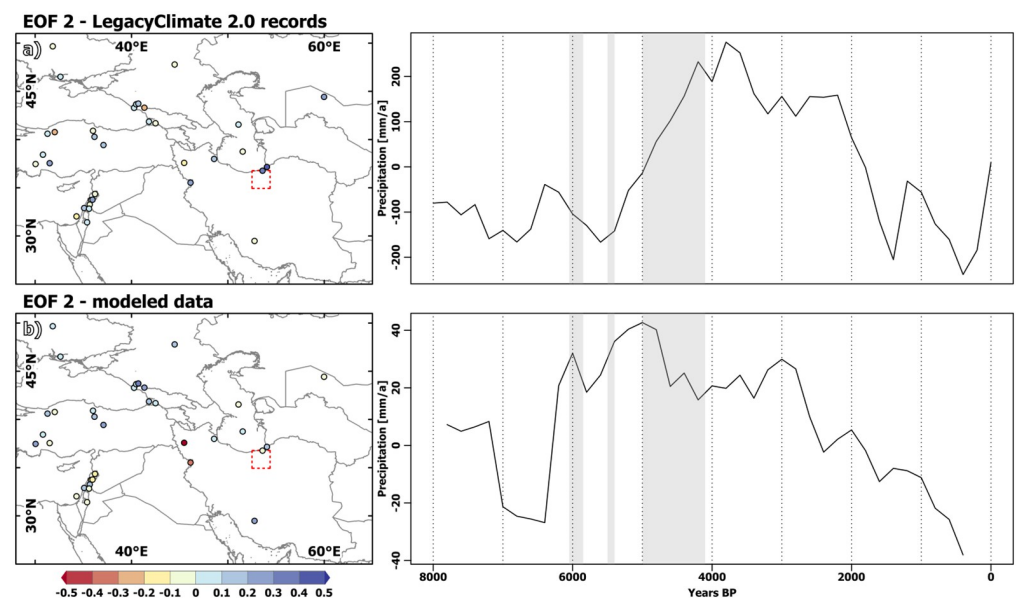 EOF 2 - LegacyClimate 2.0 records
a)
40°E
60°E
45°N
30°N
Precipitation [mm/a]
200
100
0
-100
-200
EOF 2 - modeled data
b)
45°N
30°N
40°E
60°E
Precipitation [mm/a]
40
20
0
-20
-40
8000
6000
4000
2000
0
Years BP
-0.5 -0.4 -0.3 -0.2 -0.1 0 0.1 0.2 0.3 0.4 0.5